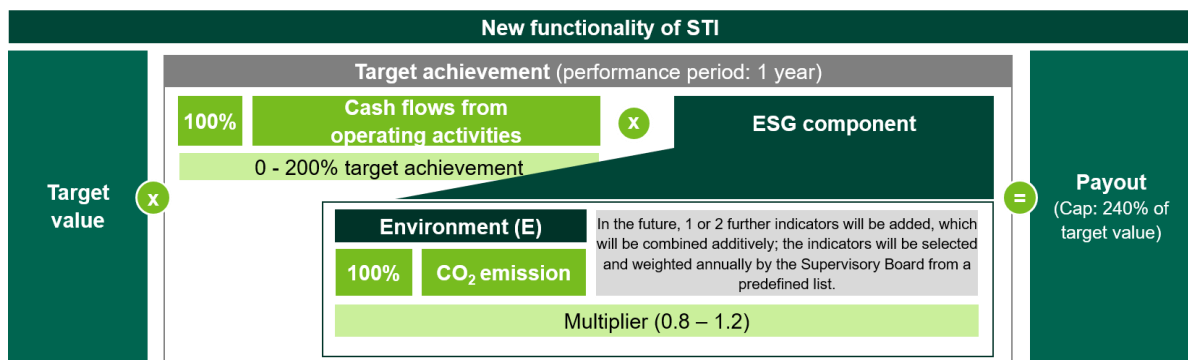 New functionality of STI
Target achievement (performance period: 1 year)
Target
value
x
100%
Cash flows from
operating activities
x
ESG component
0 - 200% target achievement
Environment (E)
100%
CO₂ emission
In the future, 1 or 2 further indicators will be added, which
will be combined additively; the indicators will be selected
and weighted annually by the Supervisory Board from a
predefined list.
Multiplier (0.8 – 1.2)
=
Payout
(Cap: 240% of
target value)